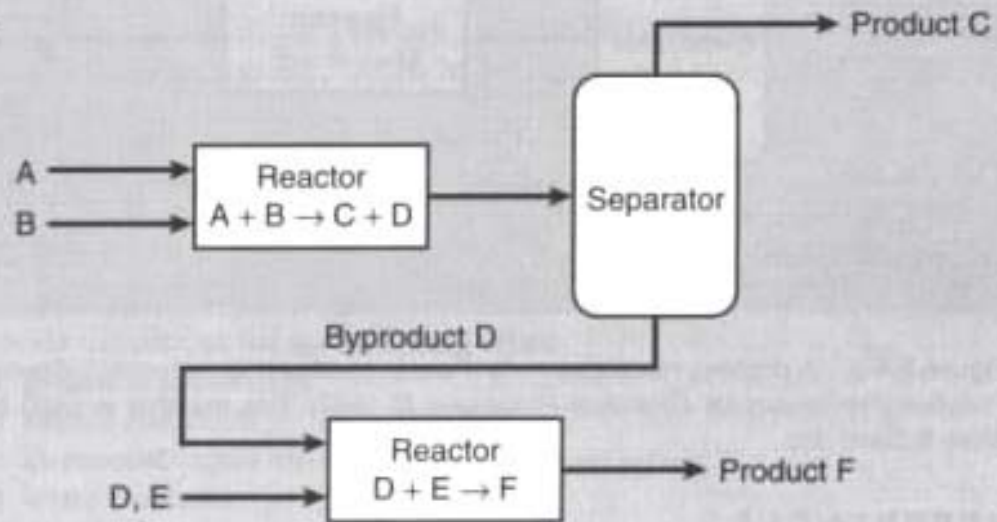 Product C
A
B
Reactor
A + B → C + D
Separator
Byproduct D
D, E
Reactor
D + E → F
Product F